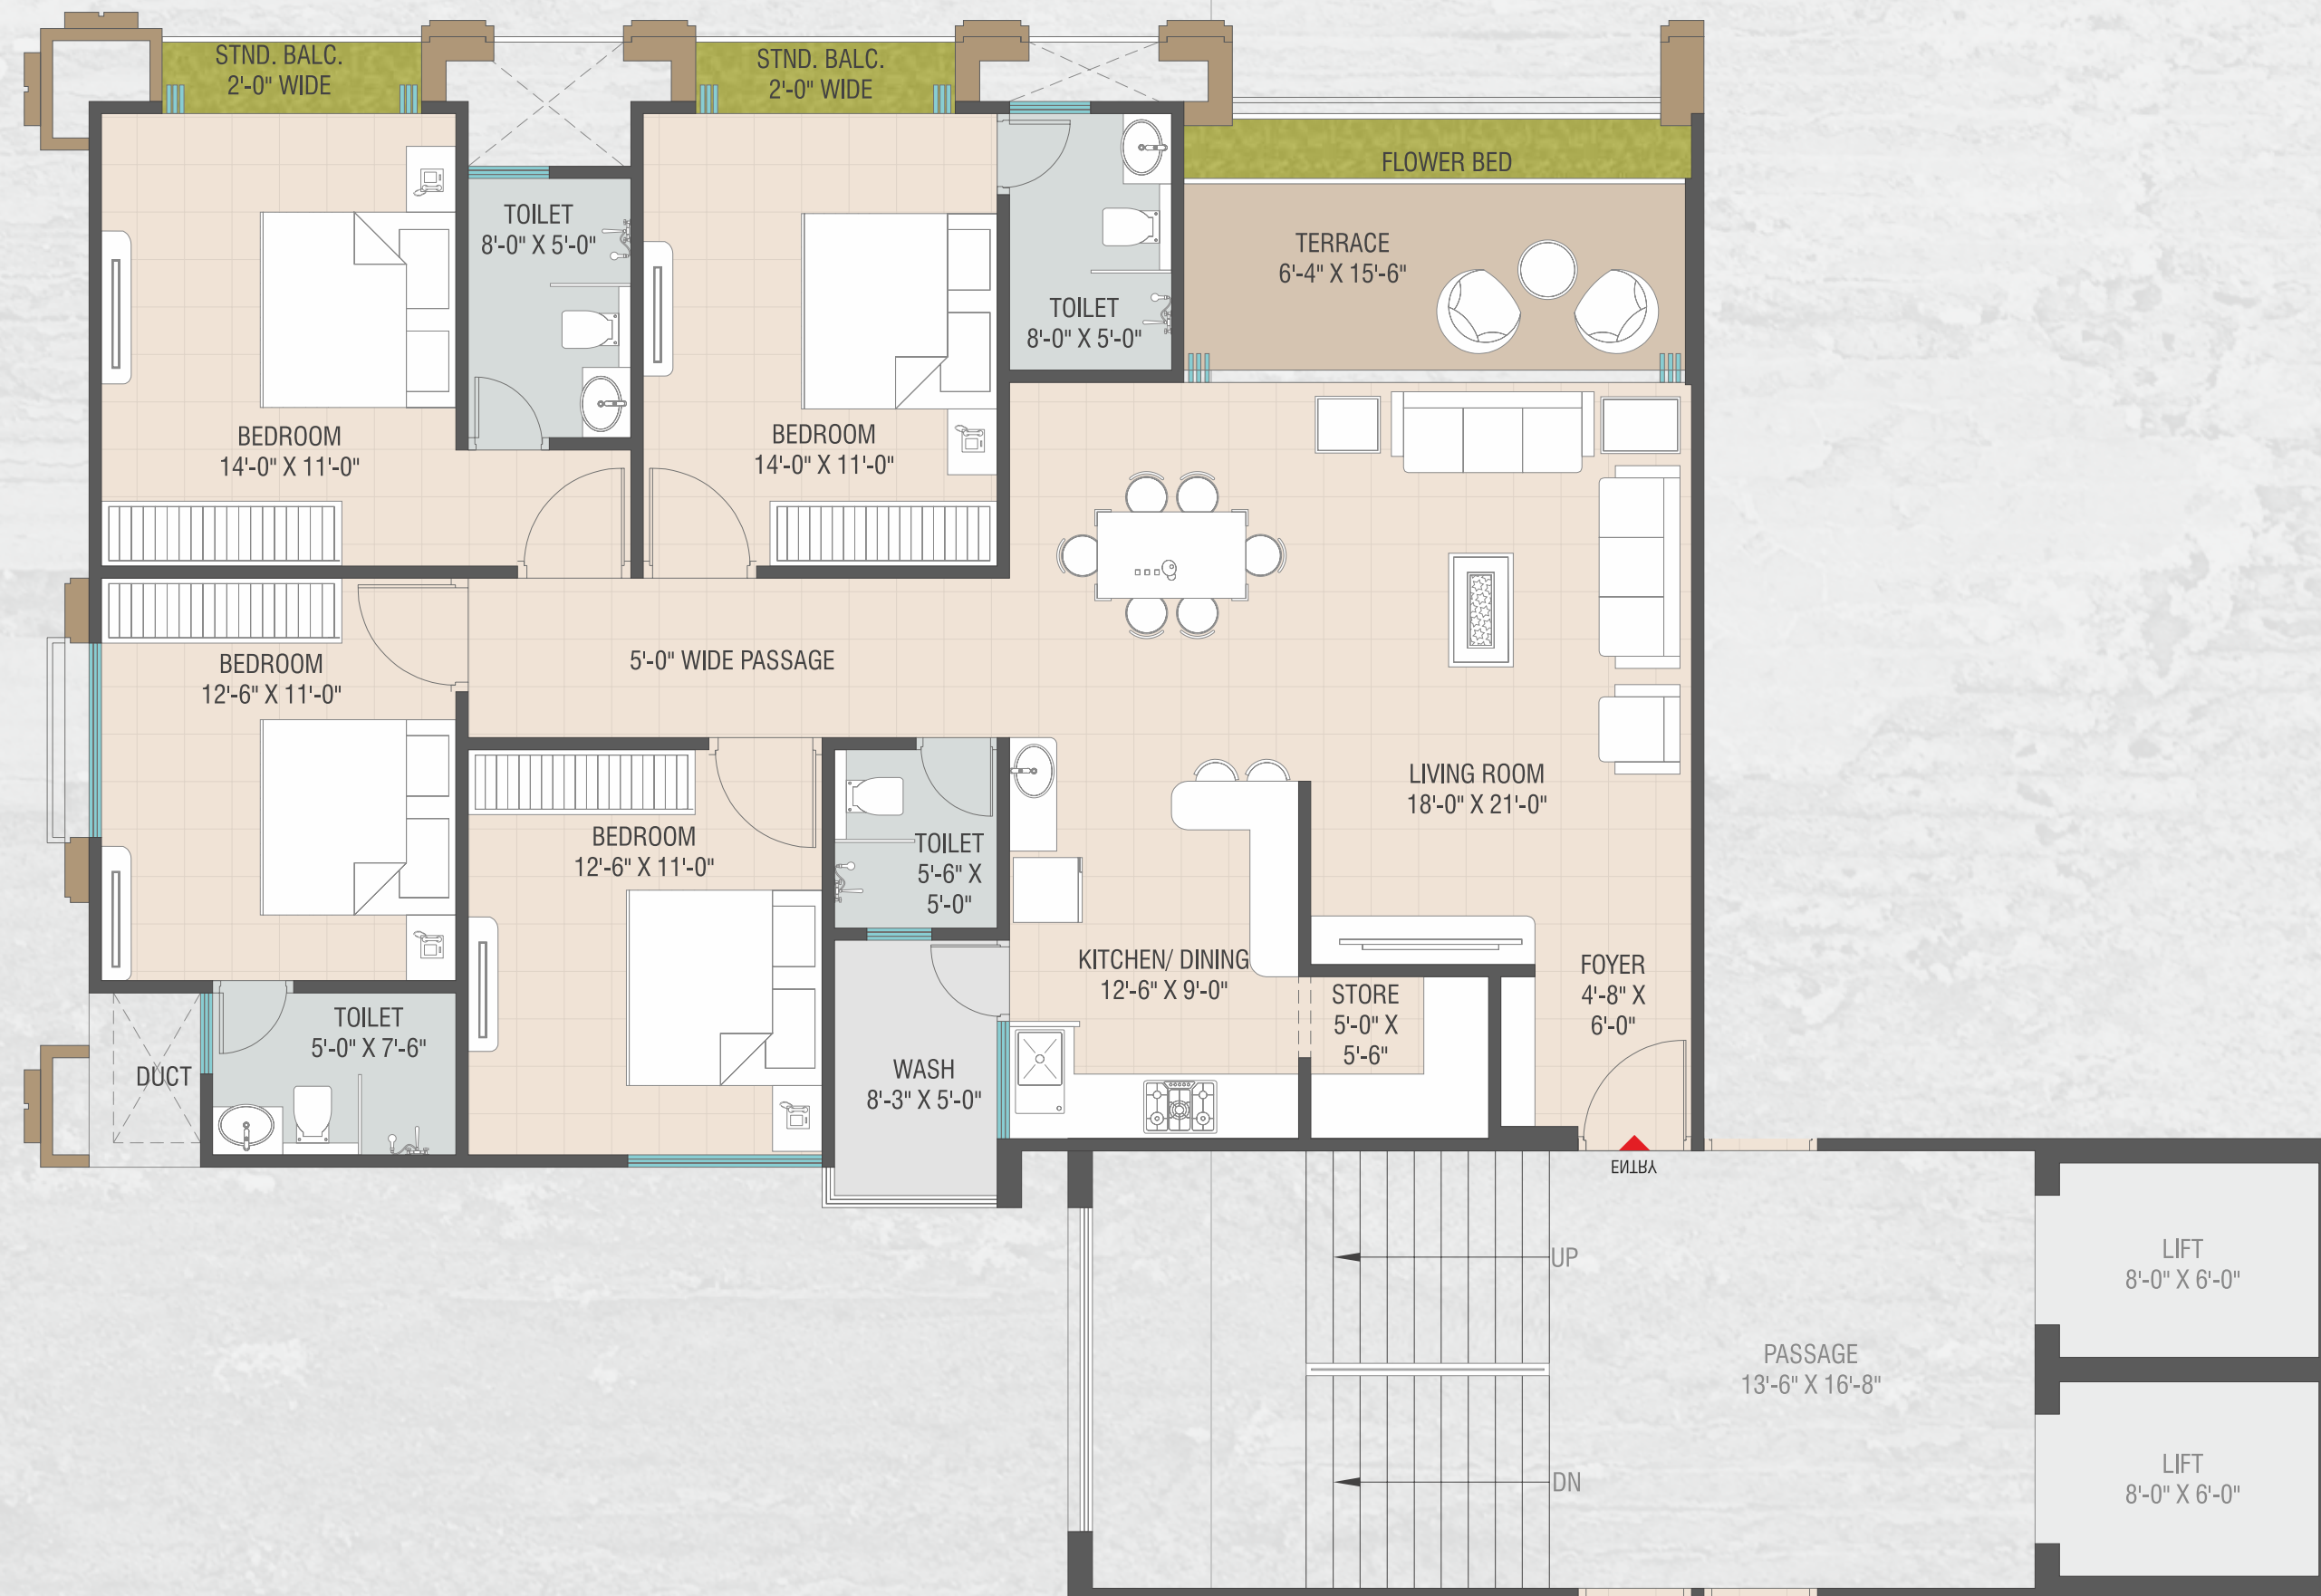 STND. BALC.
2'-0" WIDE
STND. BALC.
2'-0" WIDE
FLOWER BED
TOILET
8'-0" X 5'-0"
TERRACE
6'-4" X 15'-6"
TOILET
8'-0" X 5'-0"
BEDROOM
14'-0" X 11'-0"
BEDROOM
14'-0" X 11'-0"
BEDROOM
12'-6" X 11'-0"
5'-0" WIDE PASSAGE
LIVING ROOM
18'-0" X 21'-0"
BEDROOM
12'-6" X 11'-0"
TOILET
5'-6" X
5'-0"
KITCHEN/ DINING
12'-6" X 9'-0"
FOYER
4'-8" X
6'-0"
STORE
5'-0" X
5'-6"
TOILET
5'-0" X 7'-6"
DUCT
WASH
8'-3" X 5'-0"
ENTRY
UP
LIFT
8'-0" X 6'-0"
PASSAGE
13'-6" X 16'-8"
DN
LIFT
8'-0" X 6'-0"